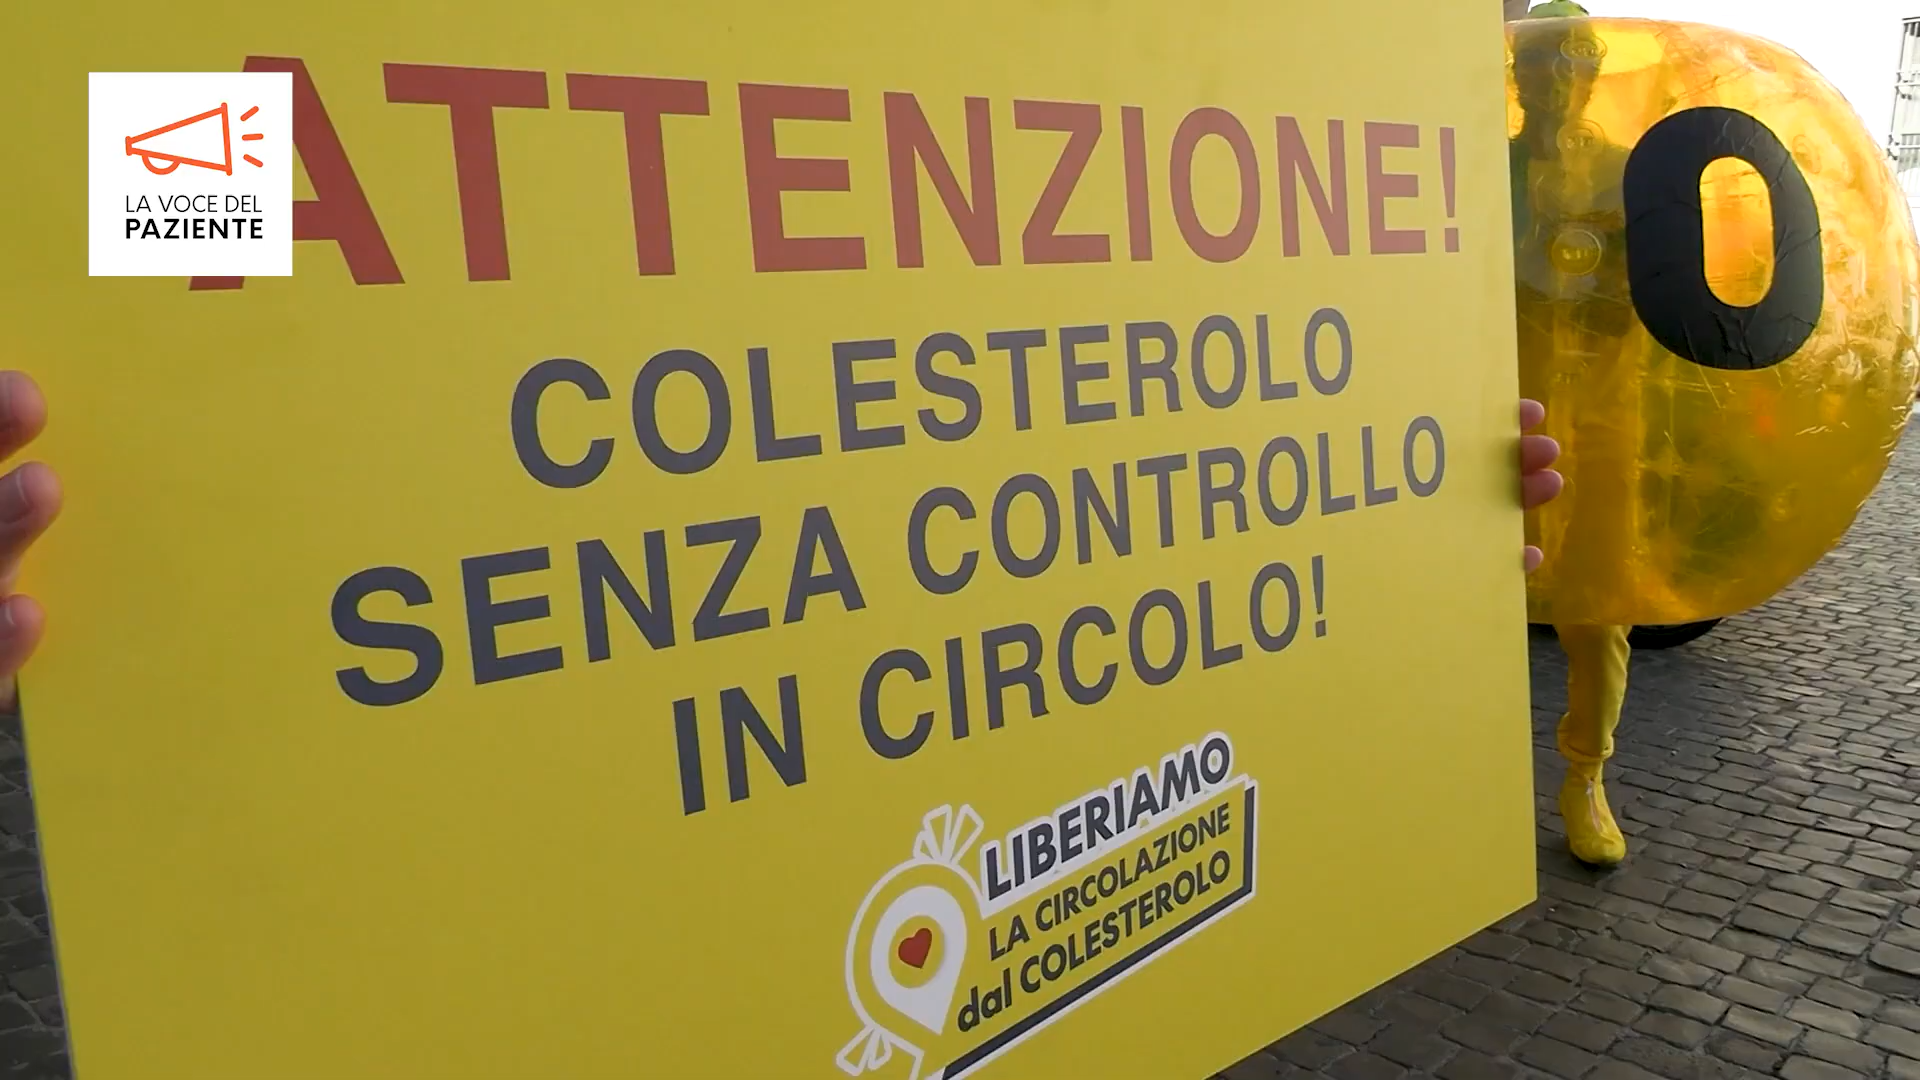 LA VOCE DEL
PAZIENTE
ATTENZIONE!
COLESTEROLO
SENZA CONTROLLO
IN CIRCOLO!
LIBERIAMO
LA CIRCOLAZIONE
dal COLESTEROLO
O